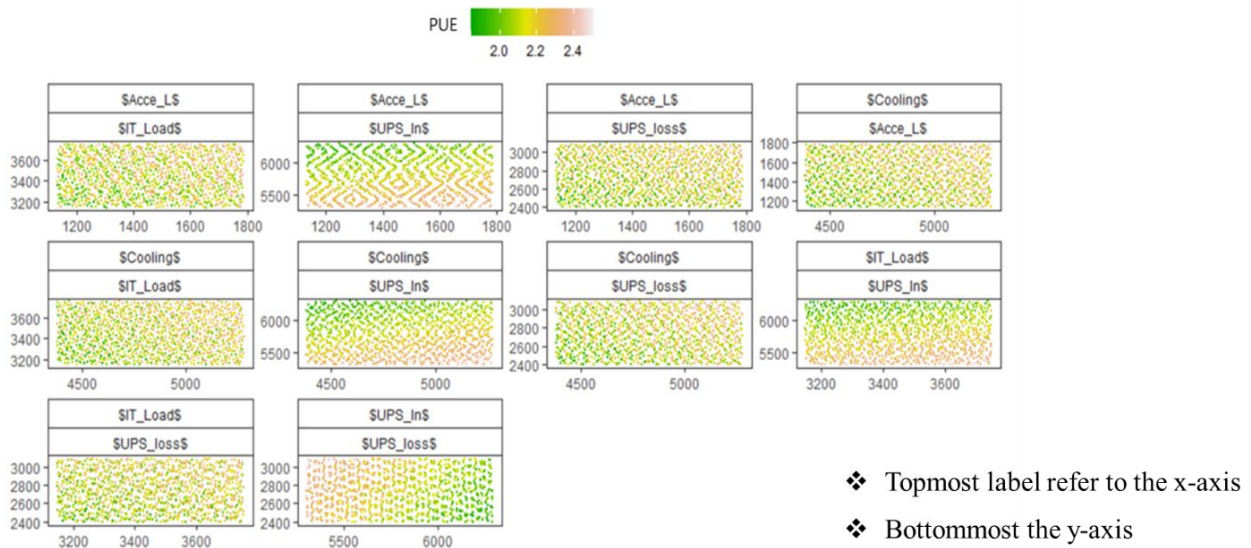 PUE
2.0 2.2 2.4
$Acce_L$ $Acce_L$ $Acce_L$ $Cooling$
$IT_Load$ $UPS_In$ $UPS_loss$ $Acce_L$
3600 3400 3200 6000 5500 3000 2800 2600 2400 1800 1600 1400 1200
1200 1400 1600 1800 1200 1400 1600 1800 1200 1400 1600 1800 4500 5000
$Cooling$ $Cooling$ $Cooling$ $IT_Load$
$IT_Load$ $UPS_In$ $UPS_loss$ $UPS_In$
3600 3400 3200 6000 5500 3000 2800 2600 2400 6000 5500
4500 5000 4500 5000 4500 5000 3200 3400 3600
$IT_Load$ $UPS_In$
$UPS_loss$ $UPS_loss$
3000 2800 2600 2400 3000 2800 2600 2400
3200 3400 3600 5500 6000
❖ Topmost label refer to the x-axis
❖ Bottommost the y-axis